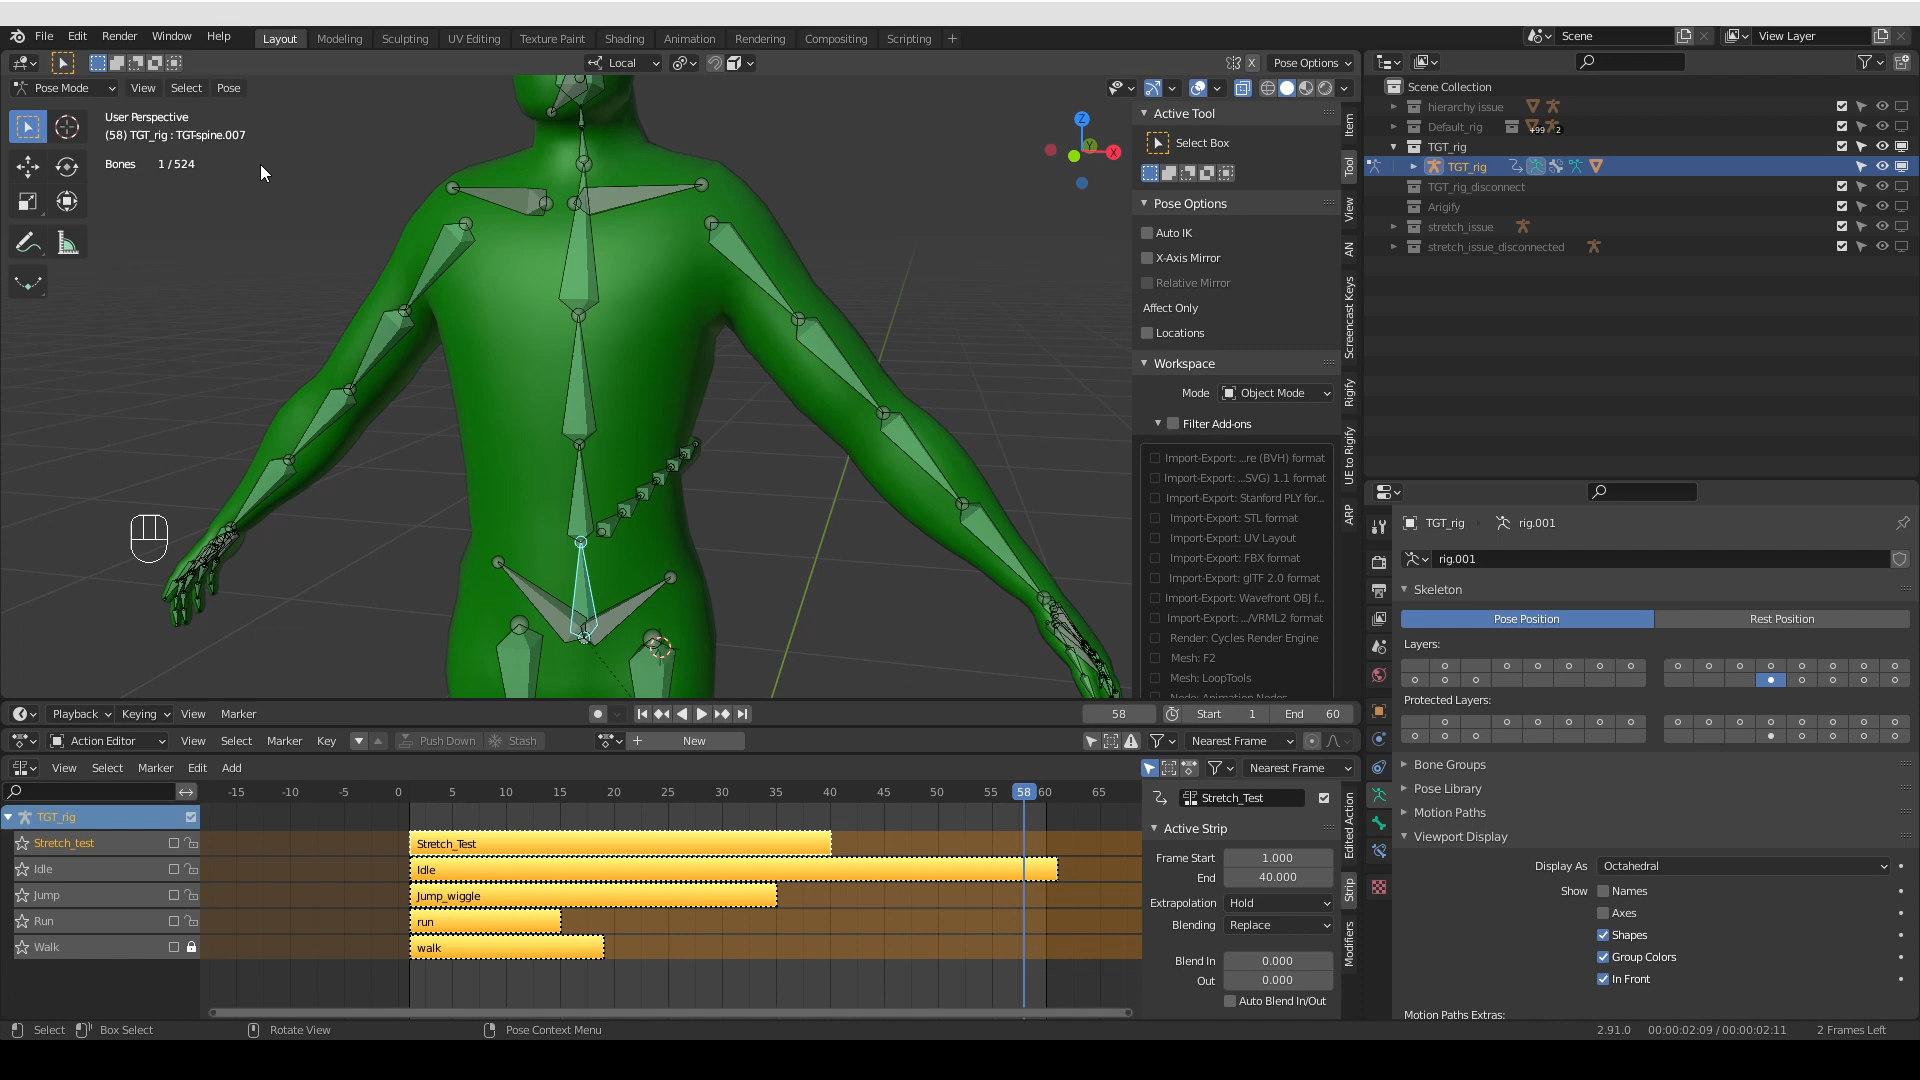 File Edit Render Window Help
Layout Modeling Sculpting UV Editing Texture Paint Shading Animation Rendering Compositing Scripting +
Scene
View Layer
Local
X Pose Options
Pose Mode View Select Pose
User Perspective
(58) TGT_rig : TGT-spine.007
Bones 1 / 524
Z
Y
X
Active Tool
Select Box
Pose Options
Auto IK
X-Axis Mirror
Relative Mirror
Affect Only
Locations
Workspace
Mode Object Mode
Filter Add-ons
Import-Export: ...re (BVH) format
Import-Export: ...SVG) 1.1 format
Import-Export: Stanford PLY for...
Import-Export: STL format
Import-Export: UV Layout
Import-Export: FBX format
Import-Export: glTF 2.0 format
Import-Export: Wavefront OBJ f...
Import-Export: .../VRML2 format
Render: Cycles Render Engine
Mesh: F2
Mesh: LoopTools
Node: Animation Nodes
Item
Tool
View
AN
Screencast Keys
Rigify
UE to Rigify
ARP
Scene Collection
hierarchy issue
Default_rig +99 2
TGT_rig
TGT_rig
TGT_rig_disconnect
Arigify
stretch_issue
stretch_issue_disconnected
TGT_rig rig.001
rig.001
Skeleton
Pose Position Rest Position
Layers:
Protected Layers:
Bone Groups
Pose Library
Motion Paths
Viewport Display
Display As Octahedral
Show Names
Axes
Shapes
Group Colors
In Front
Motion Paths Extras:
Playback Keying View Marker
58 Start 1 End 60
Action Editor View Select Marker Key Push Down Stash + New Nearest Frame
View Select Marker Edit Add Nearest Frame
-15 -10 -5 0 5 10 15 20 25 30 35 40 45 50 55 58 60 65
TGT_rig
Stretch_test Stretch_Test
Idle Idle
Jump Jump_wiggle
Run run
Walk walk
Stretch_Test
Active Strip
Frame Start 1.000
End 40.000
Extrapolation Hold
Blending Replace
Blend In 0.000
Out 0.000
Auto Blend In/Out
Edited Action
Strip
Modifiers
Select Box Select Rotate View Pose Context Menu
2.91.0 00:00:02:09 / 00:00:02:11 2 Frames Left